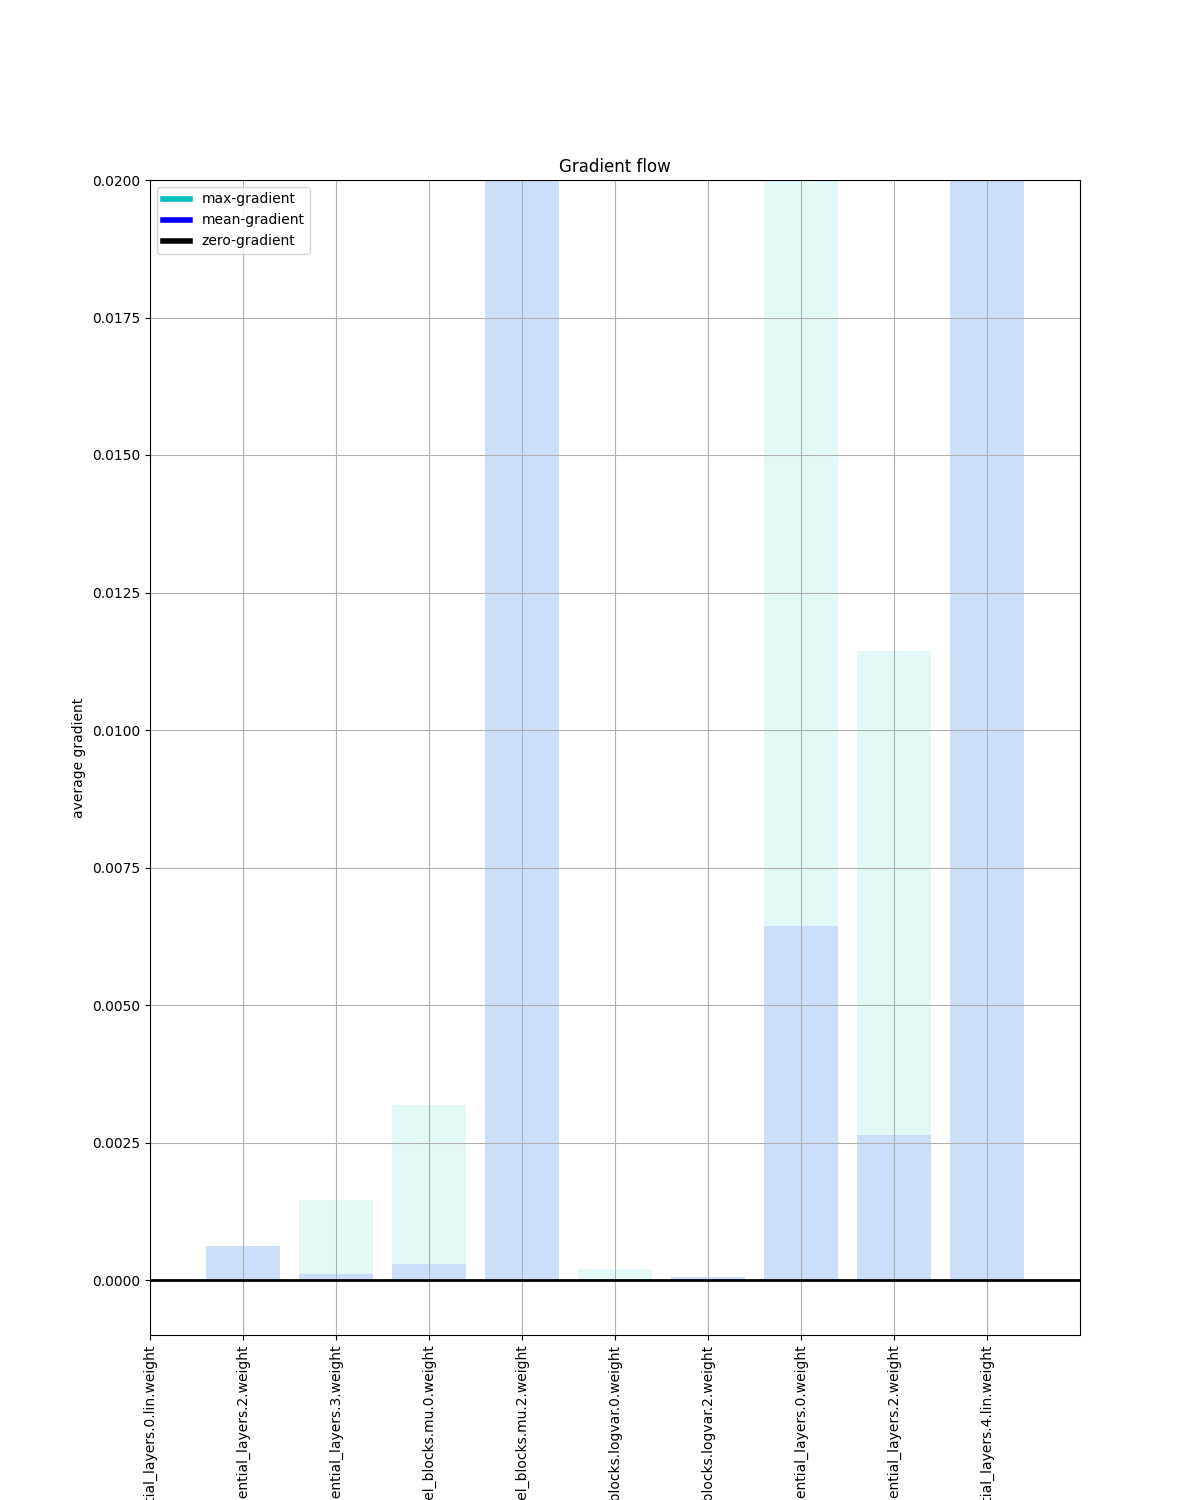 Gradient flow
max-gradient
mean-gradient
zero-gradient
0.0200
0.0175
0.0150
0.0125
0.0100
0.0075
0.0050
0.0025
0.0000
average gradient
tial_layers.0.lin.weight
ential_layers.2.weight
ential_layers.3.weight
el_blocks.mu.0.weight
el_blocks.mu.2.weight
blocks.logvar.0.weight
blocks.logvar.2.weight
ential_layers.0.weight
ential_layers.2.weight
tial_layers.4.lin.weight